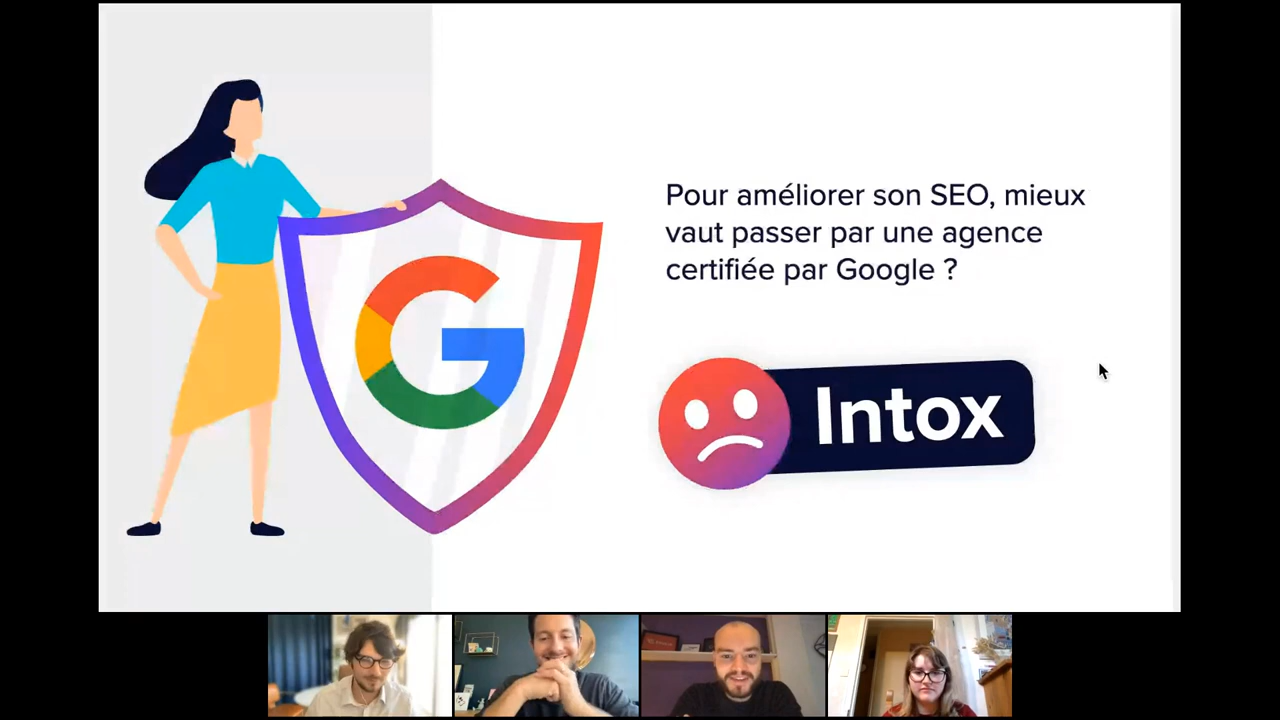 Pour améliorer son SEO, mieux
vaut passer par une agence
certifiée par Google ?
Intox